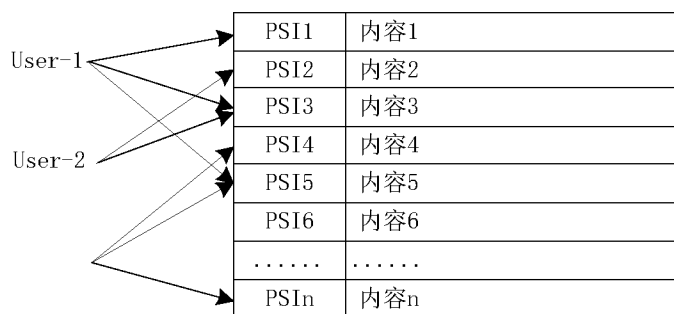 PSI1 内容1
User-1
PSI2 内容2
PSI3 内容3
PSI4 内容4
User-2
PSI5 内容5
PSI6 内容6
...... ......
PSIn 内容n